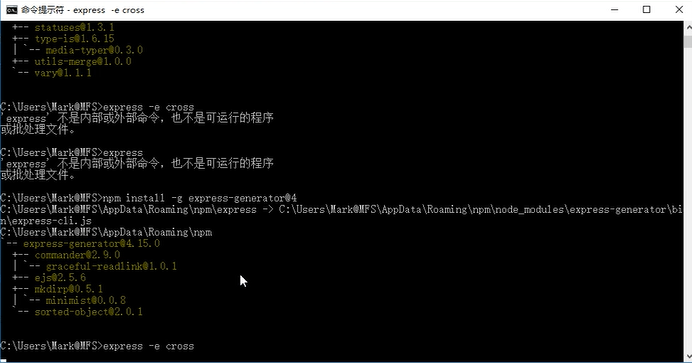 命令提示符 - express  -e cross
  +-- statuses@1.3.1
  +-- type-is@1.6.15
  | `-- media-typer@0.3.0
  +-- utils-merge@1.0.0
  `-- vary@1.1.1
C:\Users\Mark@MFS>express -e cross
'express' 不是内部或外部命令，也不是可运行的程序
或批处理文件。
C:\Users\Mark@MFS>express
'express' 不是内部或外部命令，也不是可运行的程序
或批处理文件。
C:\Users\Mark@MFS>npm install -g express-generator@4
C:\Users\Mark@MFS\AppData\Roaming\npm\express -> C:\Users\Mark@MFS\AppData\Roaming\npm\node_modules\express-generator\bi
n\express-cli.js
C:\Users\Mark@MFS\AppData\Roaming\npm
`-- express-generator@4.15.0
  +-- commander@2.9.0
  | `-- graceful-readlink@1.0.1
  +-- ejs@2.5.6
  +-- mkdirp@0.5.1
  | `-- minimist@0.0.8
  `-- sorted-object@2.0.1
C:\Users\Mark@MFS>express -e cross